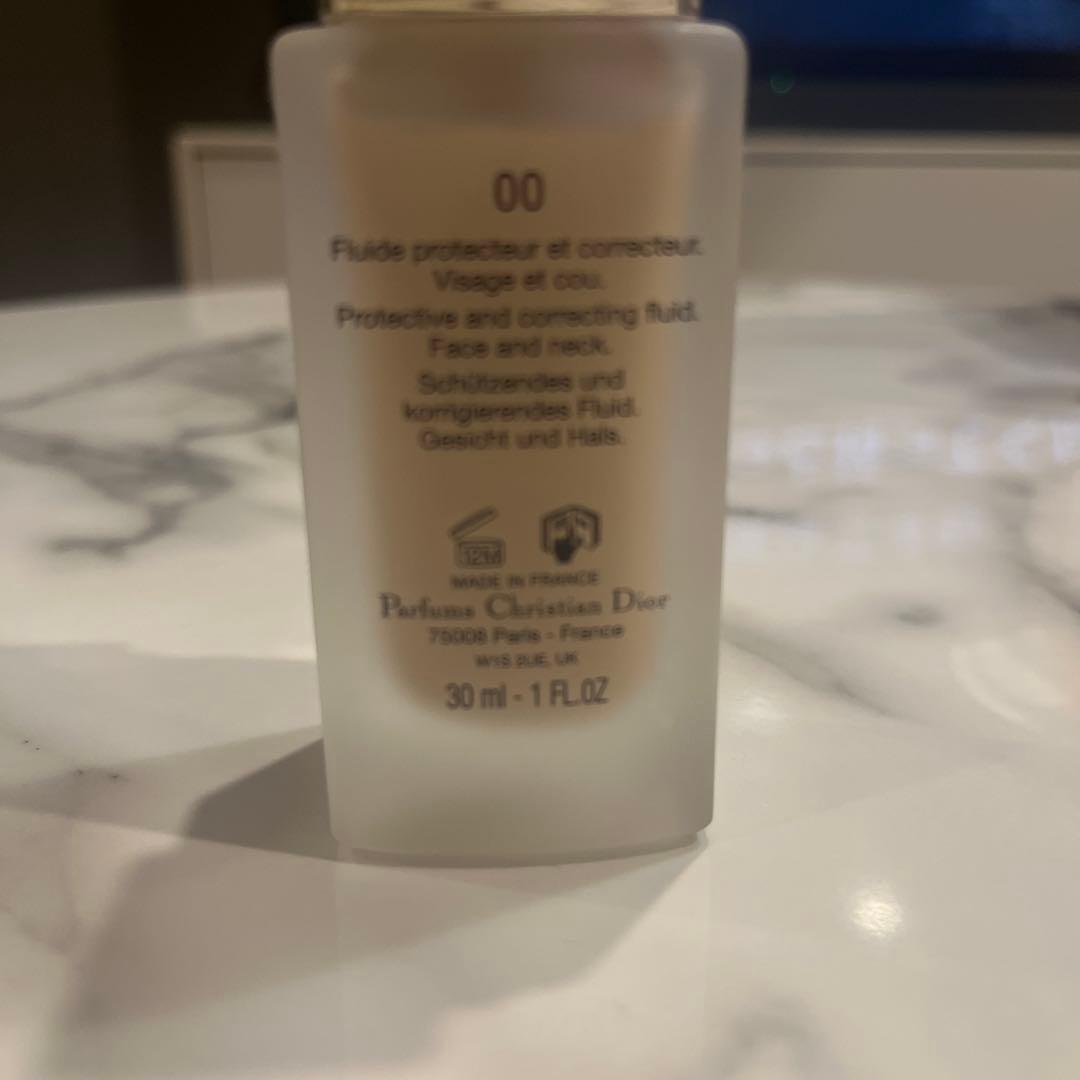 00
Fluide protecteur et correcteur.
Visage et cou.
Protective and correcting fluid.
Face and neck.
Schützendes und
korrigierendes Fluid.
Gesicht und Hals.
12M
MADE IN FRANCE
Parfums Christian Dior
75008 Paris - France
W1S 2UE, UK
30 ml - 1 FL.OZ